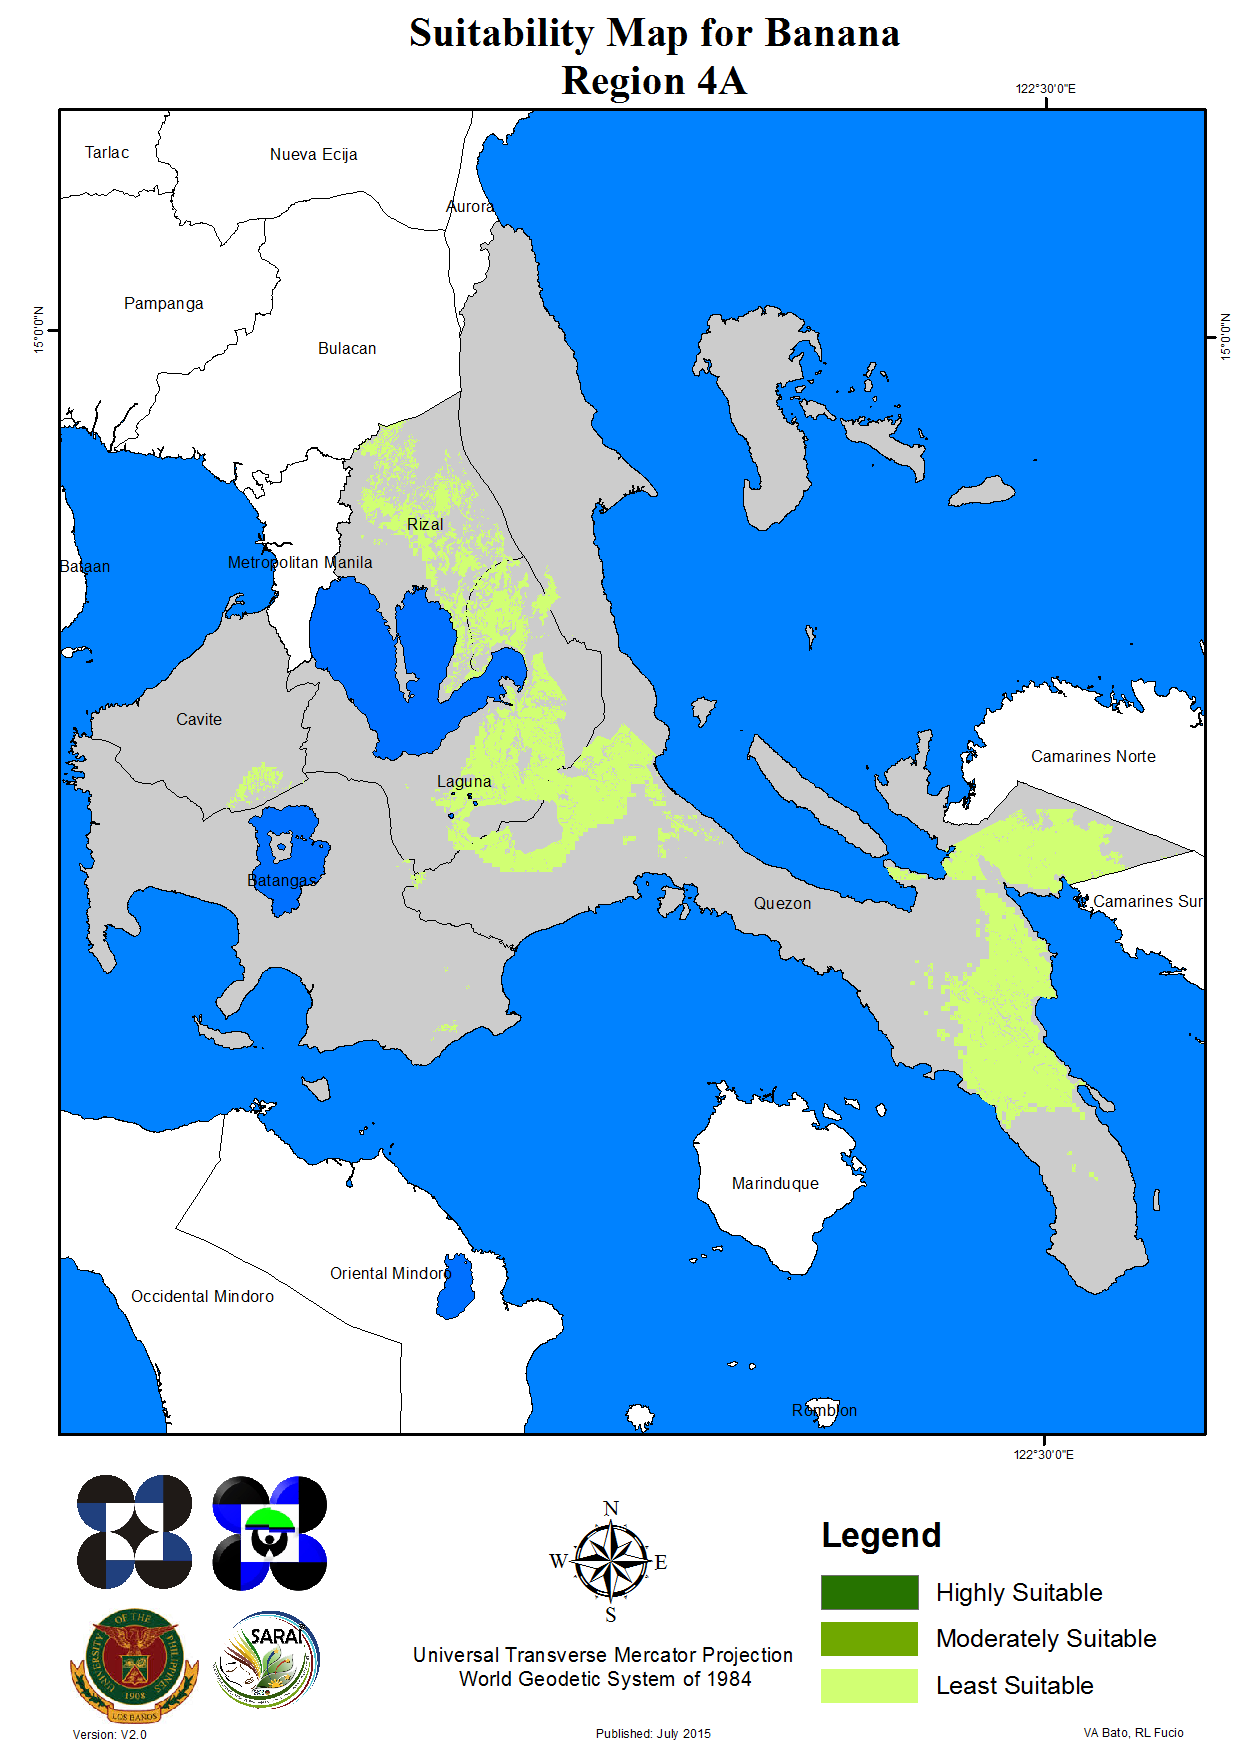 Suitability Map for Banana
Region 4A
122°30'0"E
Tarlac
Nueva Ecija
Aurora
Pampanga
15°0'0"N
15°0'0"N
Bulacan
Rizal
Bataan
Metropolitan Manila
Cavite
Camarines Norte
Laguna
Batangas
Quezon
Camarines Sur
Marinduque
Oriental Mindoro
Occidental Mindoro
Romblon
122°30'0"E
N
W
E
S
Legend
Highly Suitable
Moderately Suitable
Least Suitable
UNIVERSITY OF THE PHILIPPINES
1908
LOS BAÑOS
SARAI
Universal Transverse Mercator Projection
World Geodetic System of 1984
Version: V2.0
Published: July 2015
VA Bato, RL Fucio